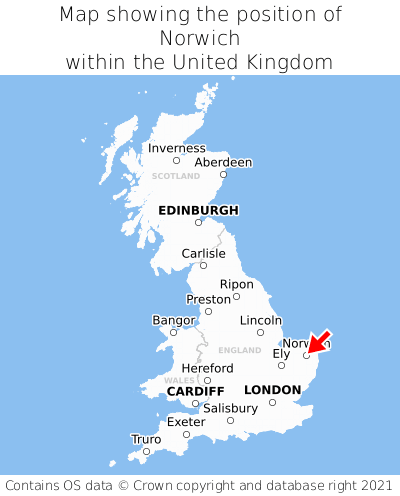 Map showing the position of
Norwich
within the United Kingdom
Inverness
Aberdeen
SCOTLAND
EDINBURGH
Carlisle
Ripon
Preston
Bangor
Lincoln
Norwich
ENGLAND
Ely
Hereford
WALES
CARDIFF
LONDON
Salisbury
Exeter
Truro
Contains OS data © Crown copyright and database right 2021